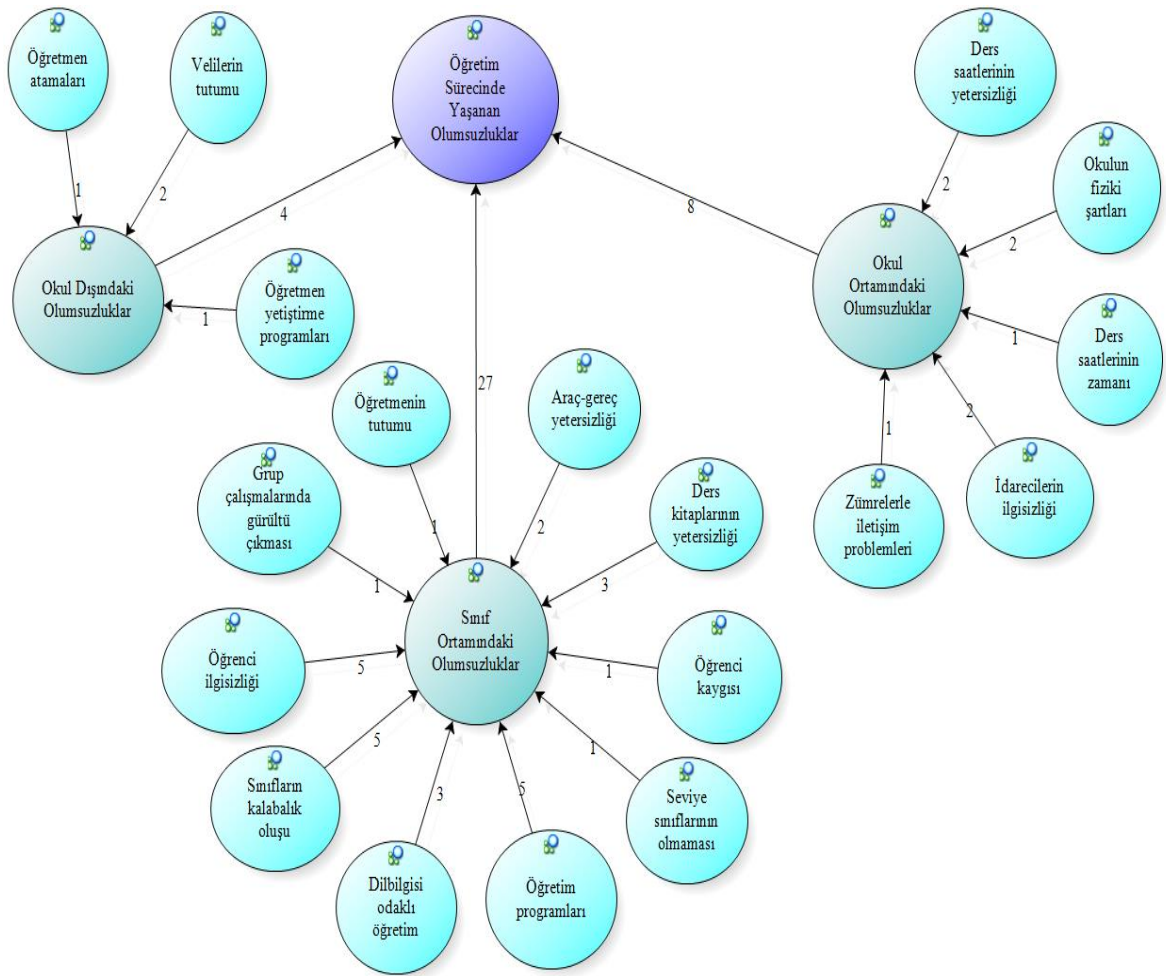 Öğretmen
atamaları
Velilerin
tutumu
Öğretim
Sürecinde
Yaşanan
Olumsuzluklar
Ders
saatlerinin
yetersizliği
Okulun
fiziki
şartları
1
2
4
8
2
2
Okul Dışındaki
Olumsuzluklar
Öğretmen
yetiştirme
programları
1
Okul
Ortamındaki
Olumsuzluklar
Ders
saatlerinin
zamanı
1
27
Öğretmenin
tutumu
Araç-gereç
yetersizliği
1
2
Zümrelerle
iletişim
problemleri
İdarecilerin
ilgisizliği
Grup
çalışmalarında
gürültü
çıkması
Ders
kitaplarının
yetersizliği
1
2
1
3
Sınıf
Ortamındaki
Olumsuzluklar
Öğrenci
ilgisizliği
5
1
Öğrenci
kaygısı
Sınıfların
kalabalık
oluşu
5
3
5
1
Seviye
sınıflarının
olmaması
Dilbilgisi
odaklı
öğretim
Öğretim
programları